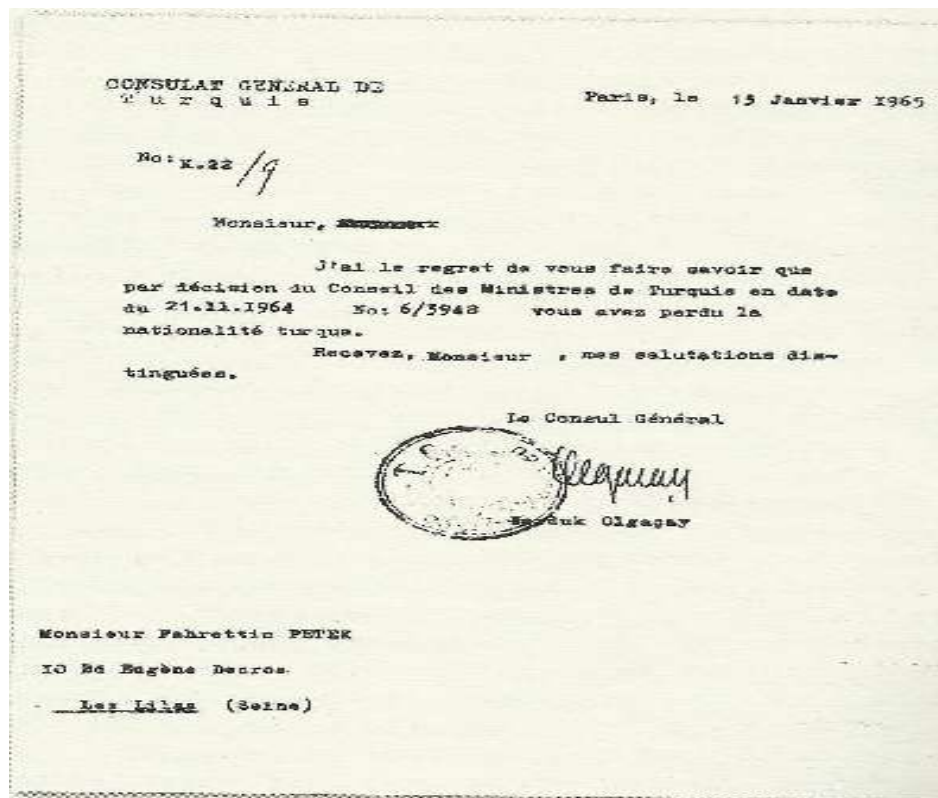 CONSULAT GENERAL DE
T u r q u i e
Paris, le 15 Janvier 1965
No: K.22/9
Monsieur,
J'ai le regret de vous faire savoir que
par décision du Conseil des Ministres de Turquie en date
du 21.11.1964 No: 6/3948 vous avez perdu la
nationalité turque.
Recevez, Monsieur , mes salutations dis-
tinguées.
Le Consul Général
Olgaçay
Monsieur Fahrettin PETEK
10 Bd Eugène Decros
Les Lilas (Seine)